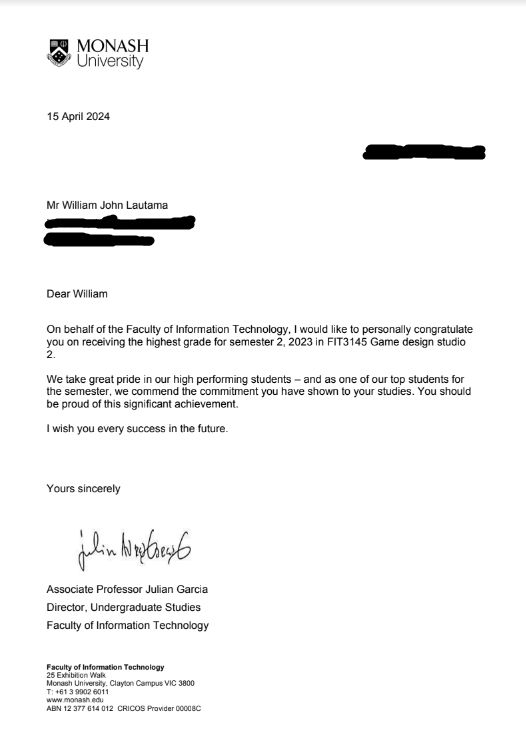 MONASH
University
15 April 2024
Mr William John Lautama
Dear William
On behalf of the Faculty of Information Technology, I would like to personally congratulate
you on receiving the highest grade for semester 2, 2023 in FIT3145 Game design studio
2.
We take great pride in our high performing students – and as one of our top students for
the semester, we commend the commitment you have shown to your studies. You should
be proud of this significant achievement.
I wish you every success in the future.
Yours sincerely
Associate Professor Julian Garcia
Director, Undergraduate Studies
Faculty of Information Technology
Faculty of Information Technology
25 Exhibition Walk
Monash University, Clayton Campus VIC 3800
T: +61 3 9902 6011
www.monash.edu
ABN 12 377 614 012 CRICOS Provider 00008C